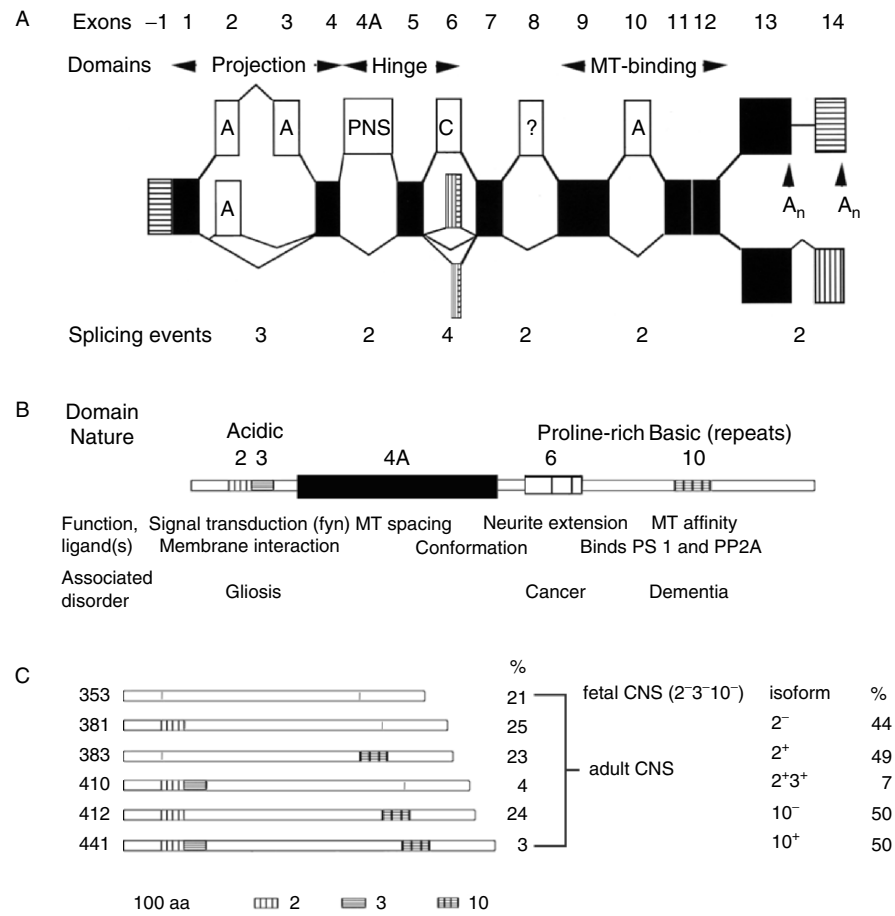 A
Exons –1 1 2 3 4 4A 5 6 7 8 9 10 11 12 13 14
Domains Projection Hinge MT-binding
A A PNS C ? A
A
An An
Splicing events 3 2 4 2 2 2
B
Domain
Nature Acidic Proline-rich Basic (repeats)
2 3 4A 6 10
Function, Signal transduction (fyn) MT spacing Neurite extension MT affinity
ligand(s) Membrane interaction Conformation Binds PS 1 and PP2A
Associated
disorder Gliosis Cancer Dementia
C
% fetal CNS (2⁻3⁻10⁻) isoform %
353 21
381 25 2⁻ 44
383 23 adult CNS 2⁺ 49
410 4 2⁺3⁺ 7
412 24 10⁻ 50
441 3 10⁺ 50
100 aa 2 3 10